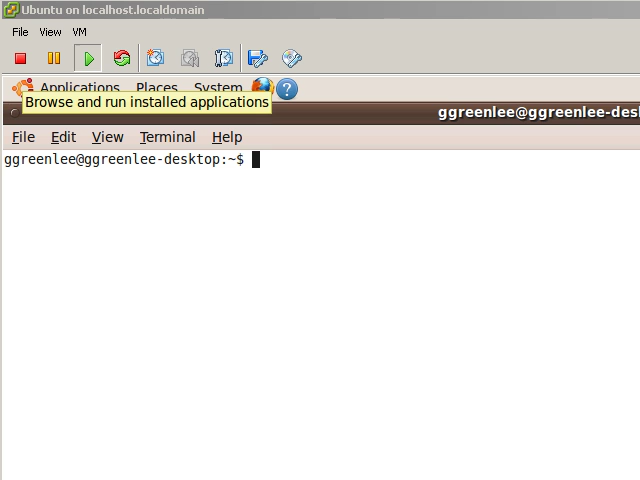 Ubuntu on localhost.localdomain
File View VM
Applications Places System
Browse and run installed applications
ggreenlee@ggreenlee-des
File Edit View Terminal Help
ggreenlee@ggreenlee-desktop:~$